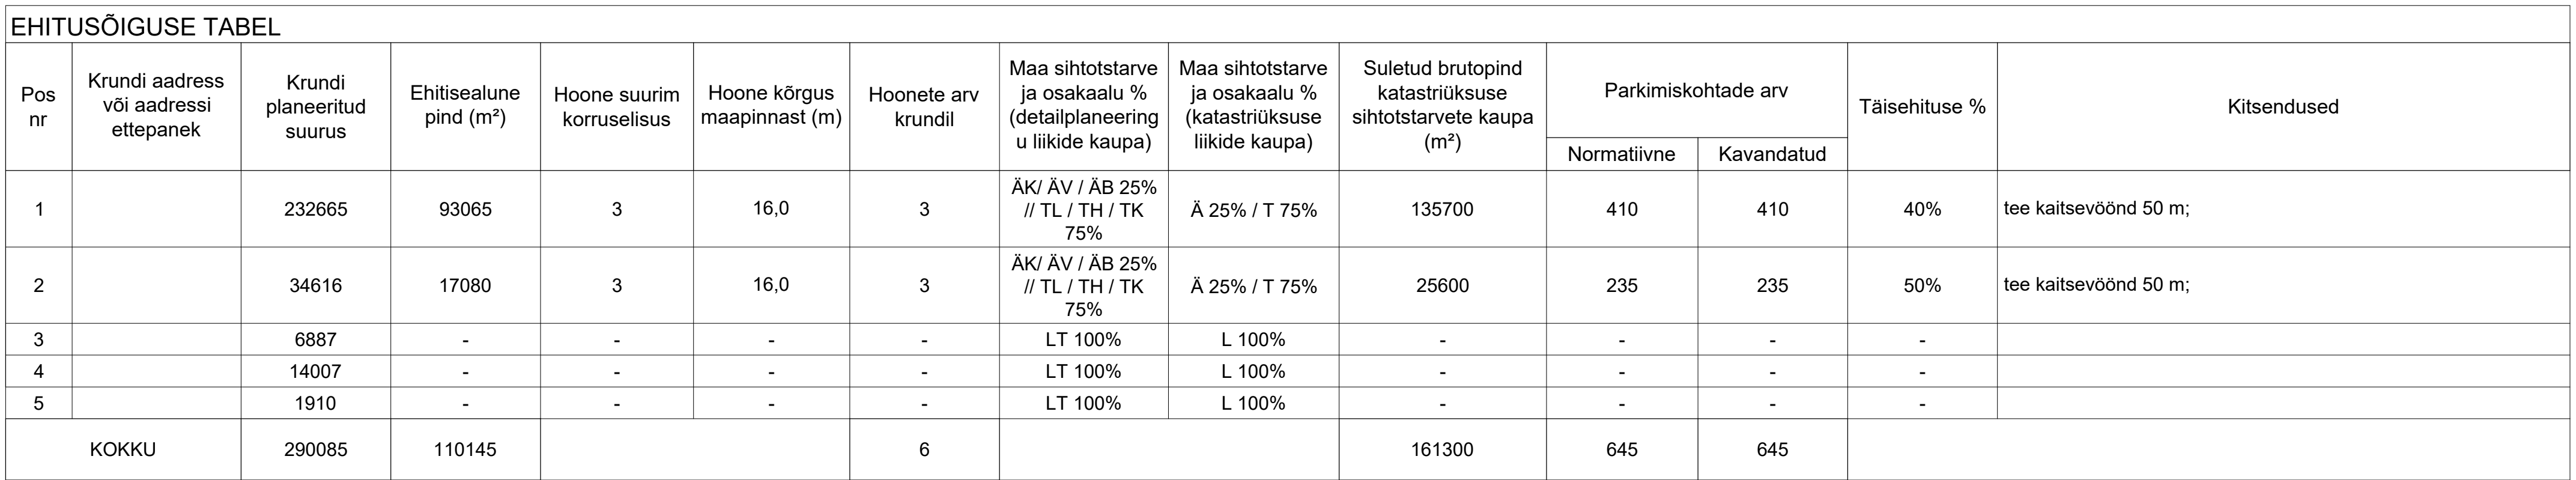 EHITUSÕIGUSE TABEL
Pos
nr
Krundi aadress
või aadressi
ettepanek
Krundi
planeeritud
suurus
Ehitisealune
pind (m²)
Hoone suurim
korruselisus
Hoone kõrgus
maapinnast (m)
Hoonete arv
krundil
Maa sihtotstarve
ja osakaalu %
(detailplaneering
u liikide kaupa)
Maa sihtotstarve
ja osakaalu %
(katastriüksuse
liikide kaupa)
Suletud brutopind
katastriüksuse
sihtotstarvete kaupa
(m²)
Parkimiskohtade arv
Normatiivne
Kavandatud
Täisehituse %
Kitsendused
1
232665
93065
3
16,0
3
ÄK/ ÄV / ÄB 25%
// TL / TH / TK
75%
Ä 25% / T 75%
135700
410
410
40%
tee kaitsevöönd 50 m;
2
34616
17080
3
16,0
3
ÄK/ ÄV / ÄB 25%
// TL / TH / TK
75%
Ä 25% / T 75%
25600
235
235
50%
tee kaitsevöönd 50 m;
3
6887
-
-
-
-
LT 100%
L 100%
-
-
-
-
4
14007
-
-
-
-
LT 100%
L 100%
-
-
-
-
5
1910
-
-
-
-
LT 100%
L 100%
-
-
-
-
KOKKU
290085
110145
6
161300
645
645